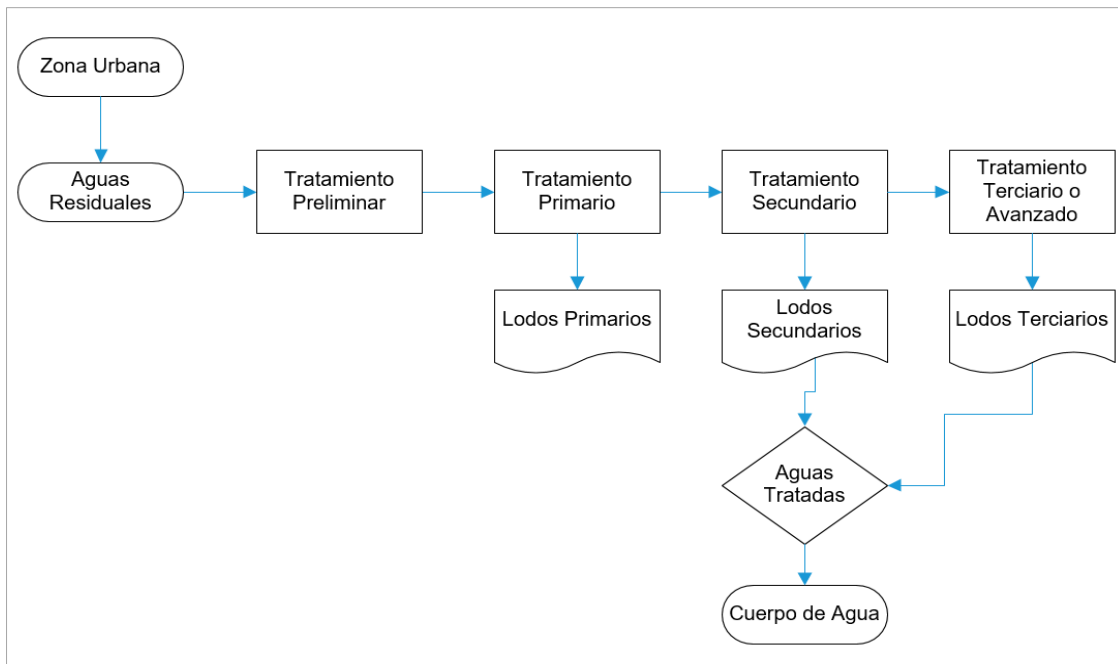 Zona Urbana
Aguas
Residuales
Tratamiento
Preliminar
Tratamiento
Primario
Tratamiento
Secundario
Tratamiento
Terciario o
Avanzado
Lodos Primarios
Lodos
Secundarios
Lodos Terciarios
Aguas
Tratadas
Cuerpo de Agua